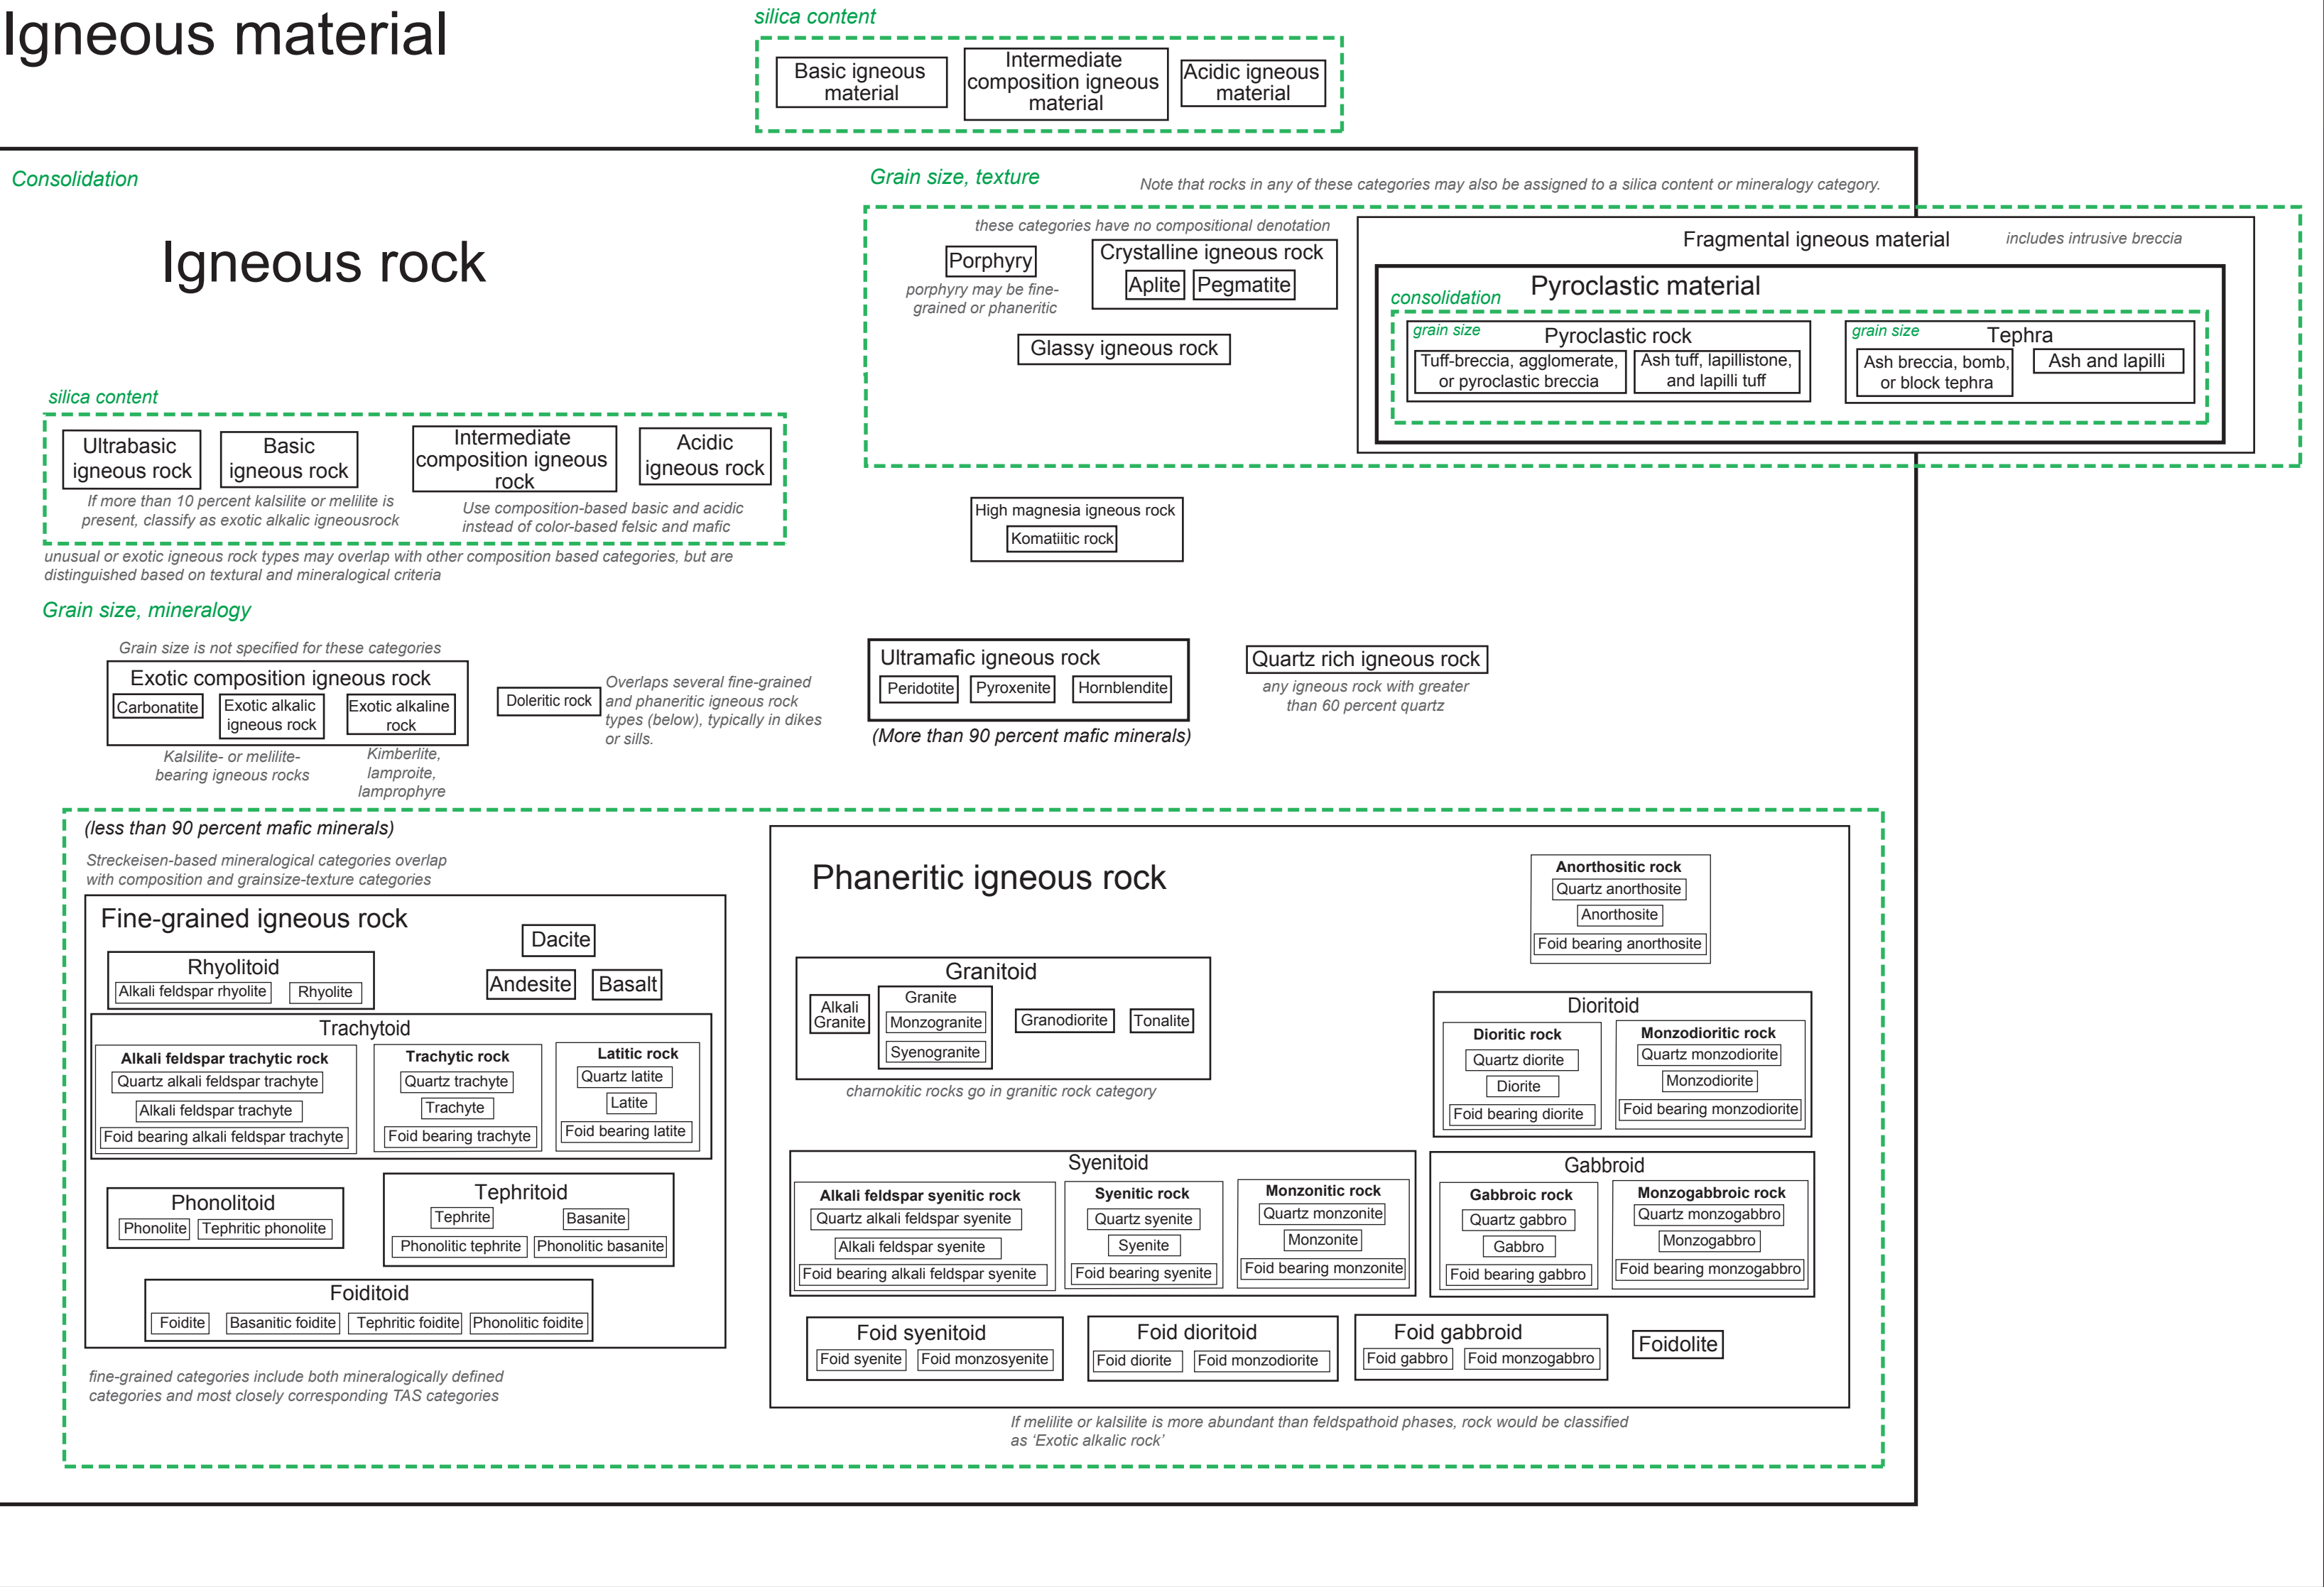 Igneous material
silica content
Basic igneous
material
Intermediate
composition igneous
material
Acidic igneous
material
Consolidation
Igneous rock
Grain size, texture
Note that rocks in any of these categories may also be assigned to a silica content or mineralogy category.
these categories have no compositional denotation
Porphyry
porphyry may be fine-
grained or phaneritic
Crystalline igneous rock
Aplite
Pegmatite
Glassy igneous rock
Fragmental igneous material
includes intrusive breccia
Pyroclastic material
consolidation
grain size
Pyroclastic rock
Tuff-breccia, agglomerate,
or pyroclastic breccia
Ash tuff, lapillistone,
and lapilli tuff
grain size
Tephra
Ash breccia, bomb,
or block tephra
Ash and lapilli
silica content
Ultrabasic
igneous rock
Basic
igneous rock
Intermediate
composition igneous
rock
Acidic
igneous rock
If more than 10 percent kalsilite or melilite is
present, classify as exotic alkalic igneousrock
Use composition-based basic and acidic
instead of color-based felsic and mafic
unusual or exotic igneous rock types may overlap with other composition based categories, but are
distinguished based on textural and mineralogical criteria
High magnesia igneous rock
Komatiitic rock
Grain size, mineralogy
Grain size is not specified for these categories
Exotic composition igneous rock
Carbonatite
Exotic alkalic
igneous rock
Exotic alkaline
rock
Kalsilite- or melilite-
bearing igneous rocks
Kimberlite,
lamproite,
lamprophyre
Doleritic rock
Overlaps several fine-grained
and phaneritic igneous rock
types (below), typically in dikes
or sills.
Ultramafic igneous rock
Peridotite
Pyroxenite
Hornblendite
(More than 90 percent mafic minerals)
Quartz rich igneous rock
any igneous rock with greater
than 60 percent quartz
(less than 90 percent mafic minerals)
Streckeisen-based mineralogical categories overlap
with composition and grainsize-texture categories
Fine-grained igneous rock
Dacite
Rhyolitoid
Alkali feldspar rhyolite
Rhyolite
Andesite
Basalt
Trachytoid
Alkali feldspar trachytic rock
Quartz alkali feldspar trachyte
Alkali feldspar trachyte
Foid bearing alkali feldspar trachyte
Trachytic rock
Quartz trachyte
Trachyte
Foid bearing trachyte
Latitic rock
Quartz latite
Latite
Foid bearing latite
Phonolitoid
Phonolite
Tephritic phonolite
Tephritoid
Tephrite
Basanite
Phonolitic tephrite
Phonolitic basanite
Foiditoid
Foidite
Basanitic foidite
Tephritic foidite
Phonolitic foidite
fine-grained categories include both mineralogically defined
categories and most closely corresponding TAS categories
Phaneritic igneous rock
Anorthositic rock
Quartz anorthosite
Anorthosite
Foid bearing anorthosite
Granitoid
Alkali
Granite
Granite
Monzogranite
Syenogranite
Granodiorite
Tonalite
charnokitic rocks go in granitic rock category
Dioritoid
Dioritic rock
Quartz diorite
Diorite
Foid bearing diorite
Monzodioritic rock
Quartz monzodiorite
Monzodiorite
Foid bearing monzodiorite
Syenitoid
Alkali feldspar syenitic rock
Quartz alkali feldspar syenite
Alkali feldspar syenite
Foid bearing alkali feldspar syenite
Syenitic rock
Quartz syenite
Syenite
Foid bearing syenite
Monzonitic rock
Quartz monzonite
Monzonite
Foid bearing monzonite
Gabbroid
Gabbroic rock
Quartz gabbro
Gabbro
Foid bearing gabbro
Monzogabbroic rock
Quartz monzogabbro
Monzogabbro
Foid bearing monzogabbro
Foid syenitoid
Foid syenite
Foid monzosyenite
Foid dioritoid
Foid diorite
Foid monzodiorite
Foid gabbroid
Foid gabbro
Foid monzogabbro
Foidolite
If melilite or kalsilite is more abundant than feldspathoid phases, rock would be classified
as ‘Exotic alkalic rock’